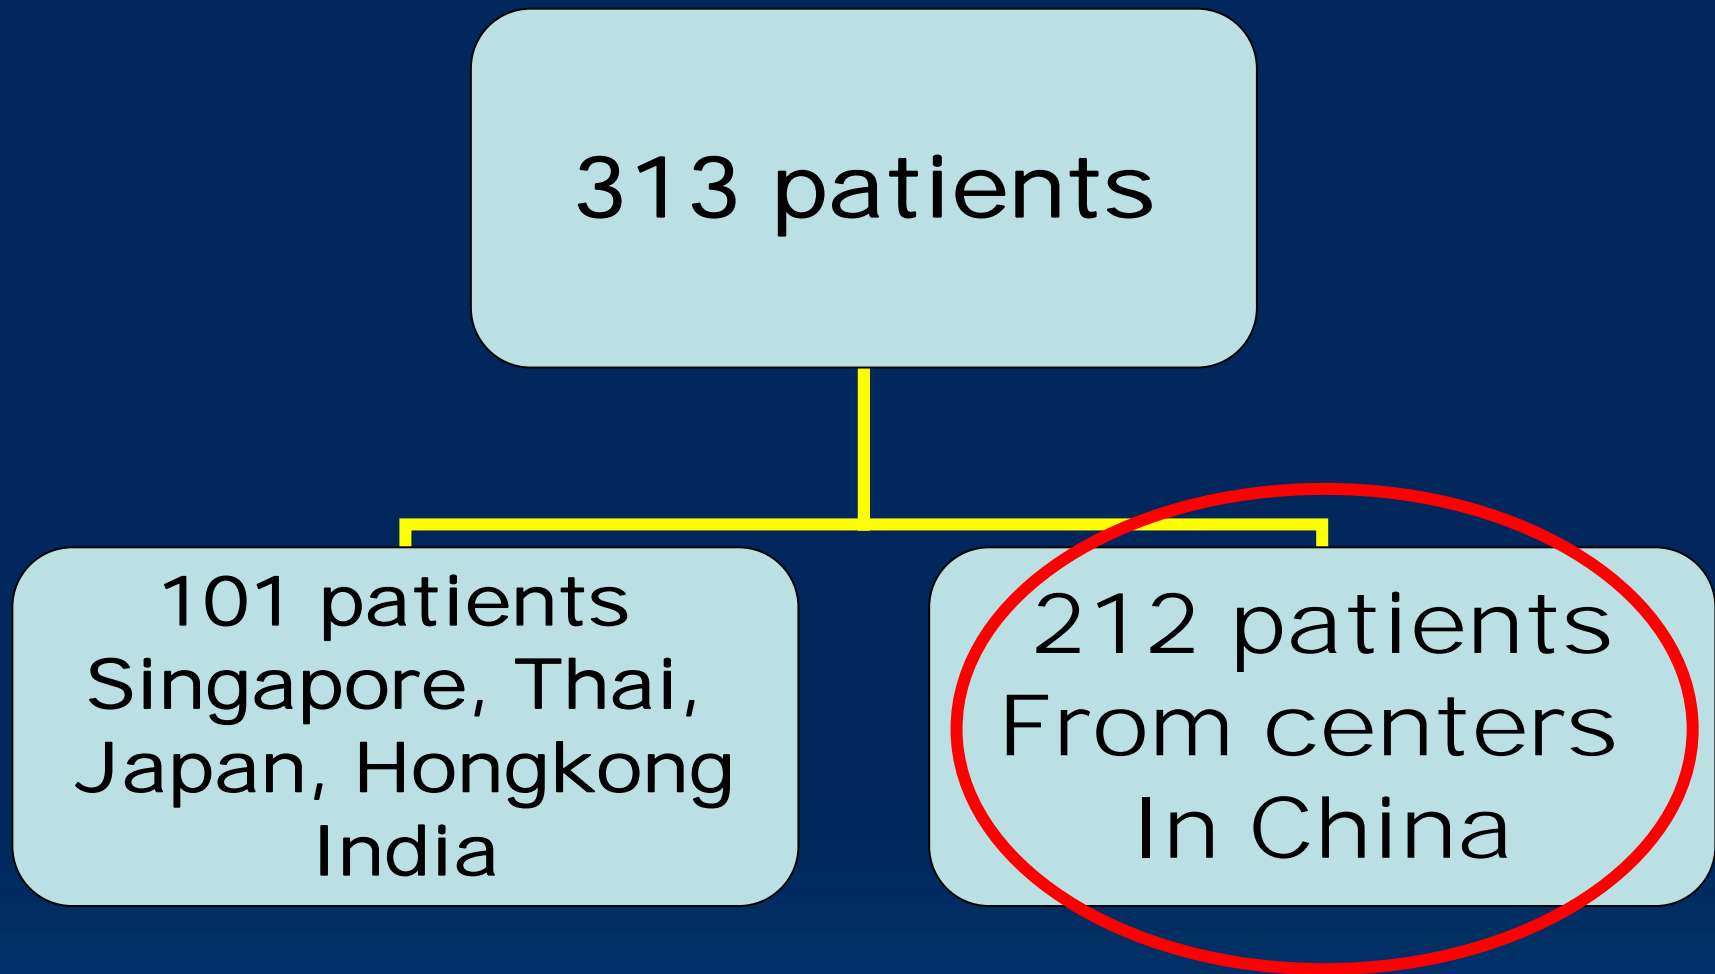 313 patients
101 patients
Singapore, Thai,
Japan, Hongkong
India
212 patients
From centers
In China